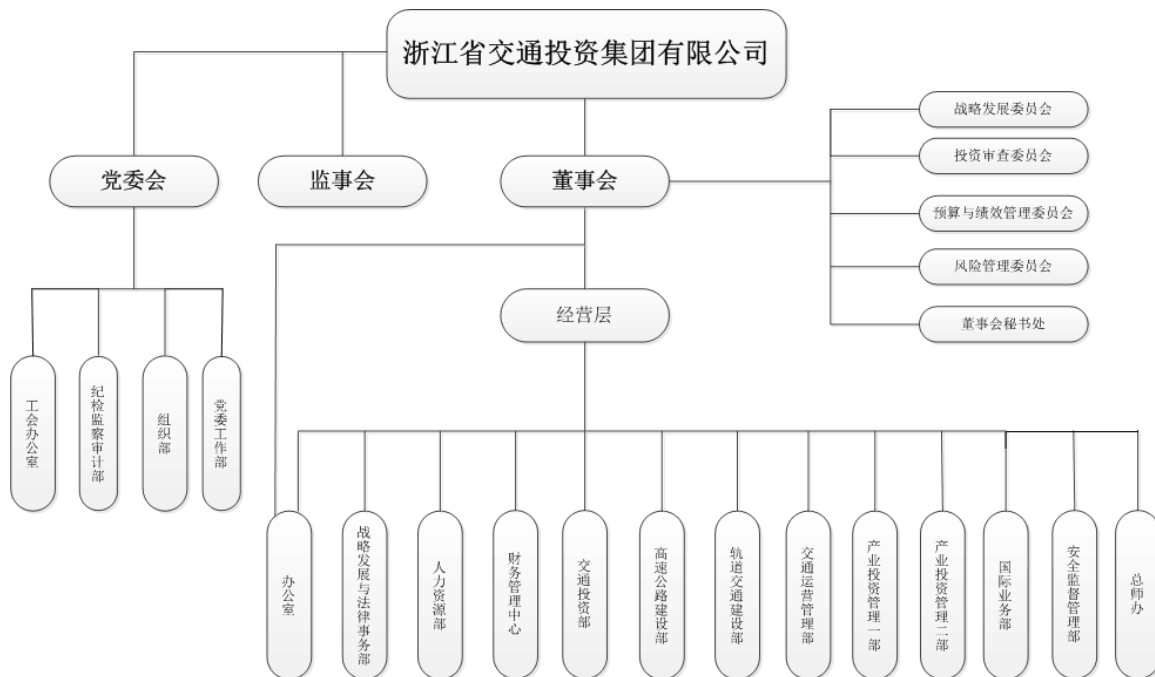 浙江省交通投资集团有限公司
战略发展委员会
投资审查委员会
党委会
监事会
董事会
预算与绩效管理委员会
风险管理委员会
经营层
董事会秘书处
工会办公室
纪检监察审计部
组织部
党委工作部
办公室
战略发展与法律事务部
人力资源部
财务管理中心
交通投资部
高速公路建设部
轨道交通建设部
交通运营管理部
产业投资管理一部
产业投资管理二部
国际业务部
安全监督管理部
总师办